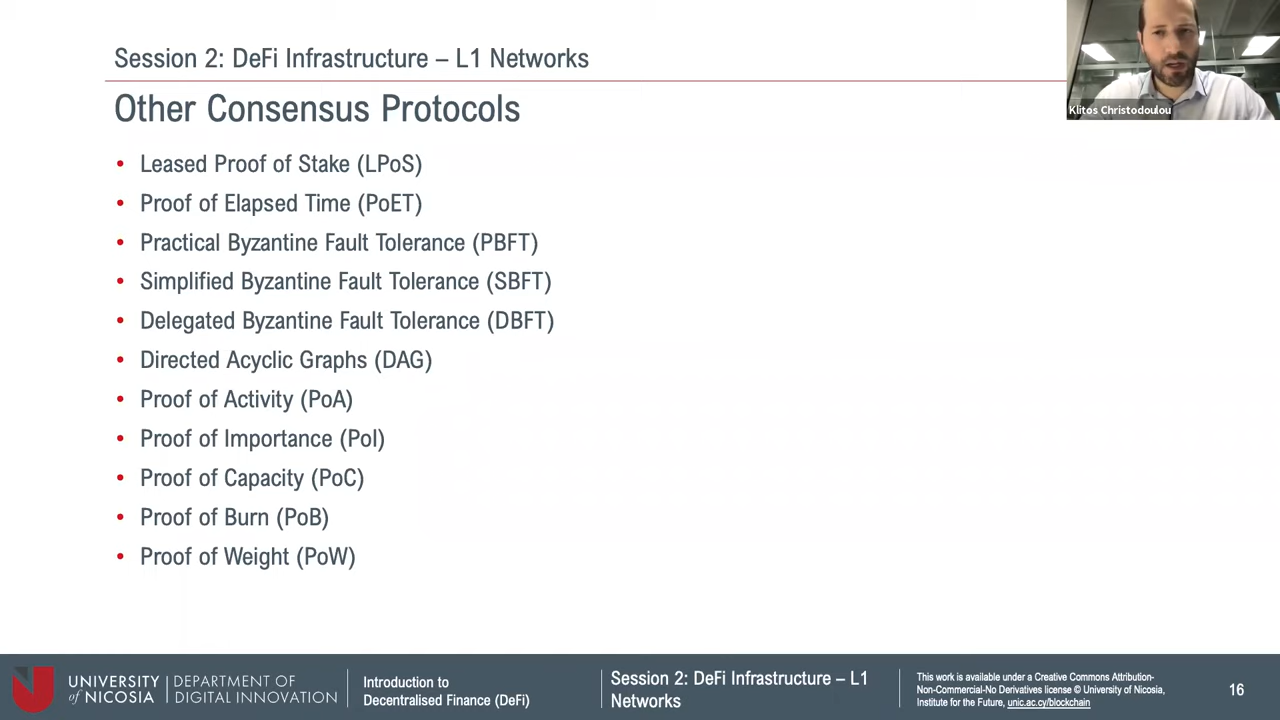 Session 2: DeFi Infrastructure – L1 Networks
Klitos Christodoulou
Other Consensus Protocols
• Leased Proof of Stake (LPoS)
• Proof of Elapsed Time (PoET)
• Practical Byzantine Fault Tolerance (PBFT)
• Simplified Byzantine Fault Tolerance (SBFT)
• Delegated Byzantine Fault Tolerance (DBFT)
• Directed Acyclic Graphs (DAG)
• Proof of Activity (PoA)
• Proof of Importance (PoI)
• Proof of Capacity (PoC)
• Proof of Burn (PoB)
• Proof of Weight (PoW)
UNIVERSITY
of NICOSIA
DEPARTMENT OF
DIGITAL INNOVATION
Introduction to
Decentralised Finance (DeFi)
Session 2: DeFi Infrastructure – L1
Networks
This work is available under a Creative Commons Attribution-
Non-Commercial-No Derivatives license © University of Nicosia,
Institute for the Future, unic.ac.cy/blockchain
16